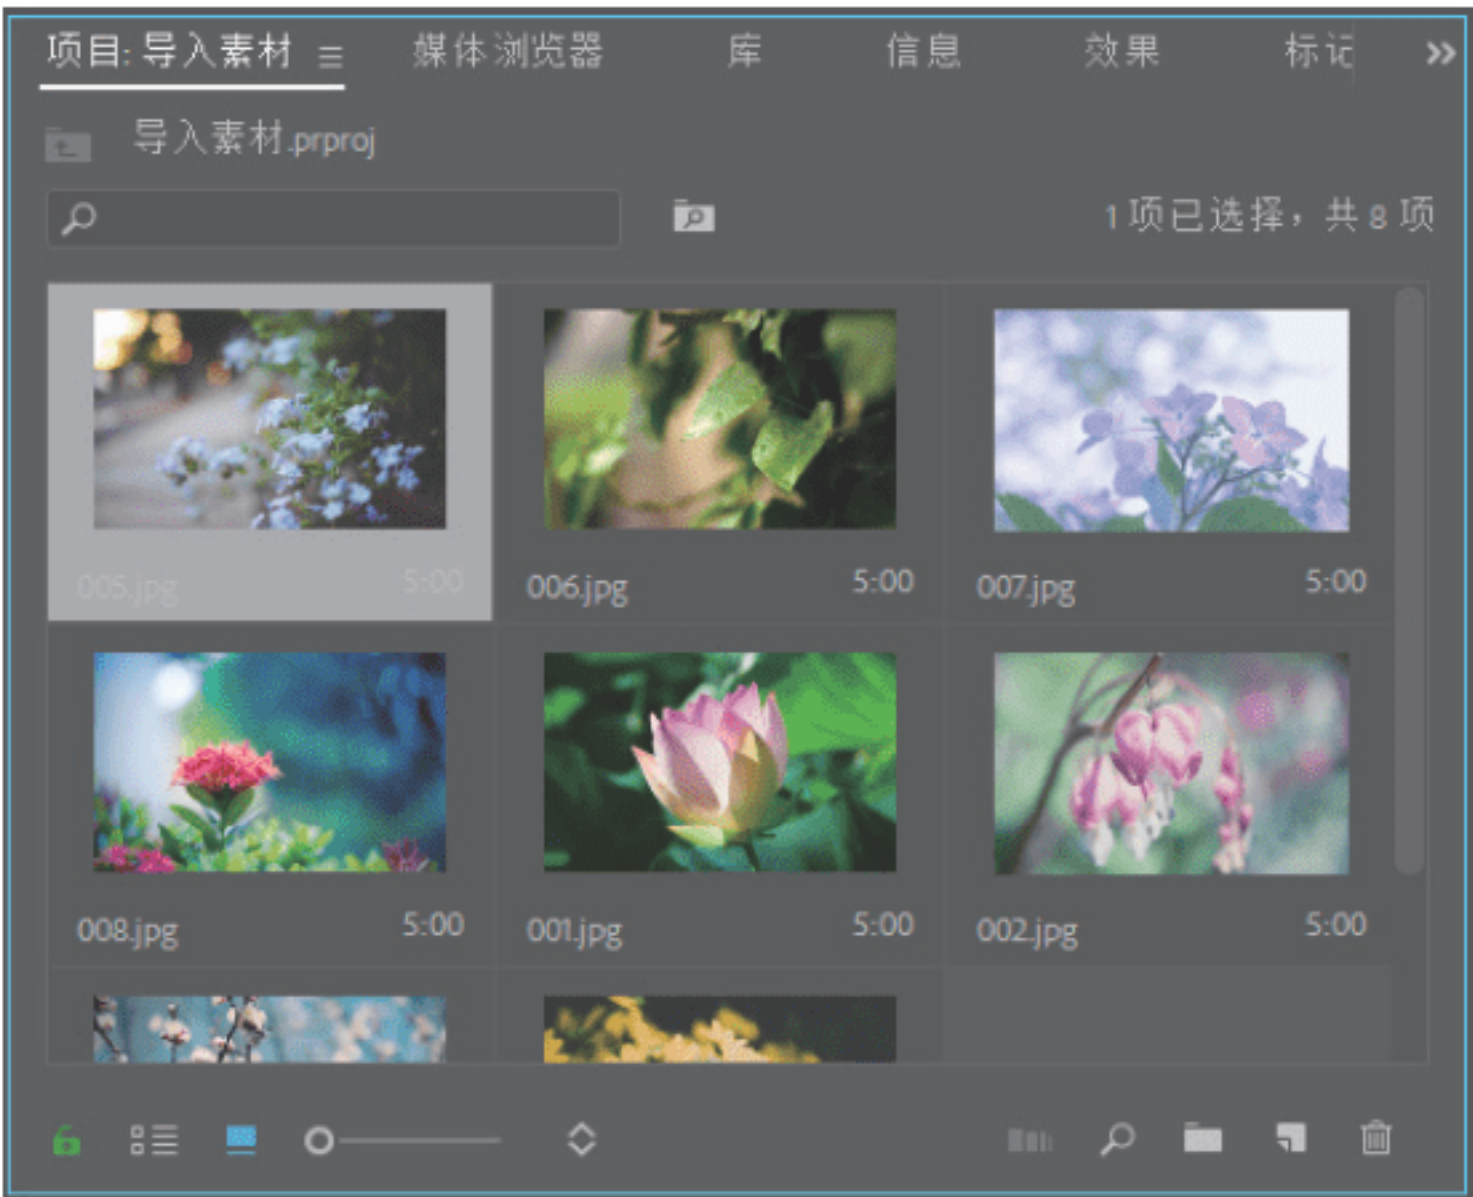 项目: 导入素材 ≡ 媒体浏览器 库 信息 效果 标记 »
导入素材.prproj
1 项已选择，共 8 项
005.jpg 5:00 006.jpg 5:00 007.jpg 5:00
008.jpg 5:00 001.jpg 5:00 002.jpg 5:00